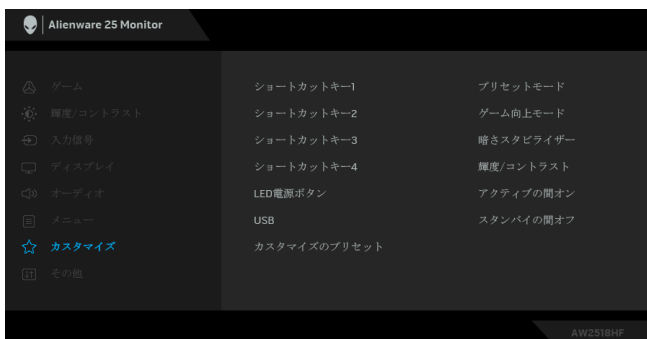 Alienware 25 Monitor
ゲーム
ショートカットキー1 プリセットモード
輝度/コントラスト
ショートカットキー2 ゲーム向上モード
入力信号
ショートカットキー3 暗さスタビライザー
ディスプレイ
ショートカットキー4 輝度/コントラスト
オーディオ
LED電源ボタン アクティブの間オン
メニュー
USB スタンバイの間オフ
カスタマイズ
カスタマイズのプリセット
その他
AW2518HF